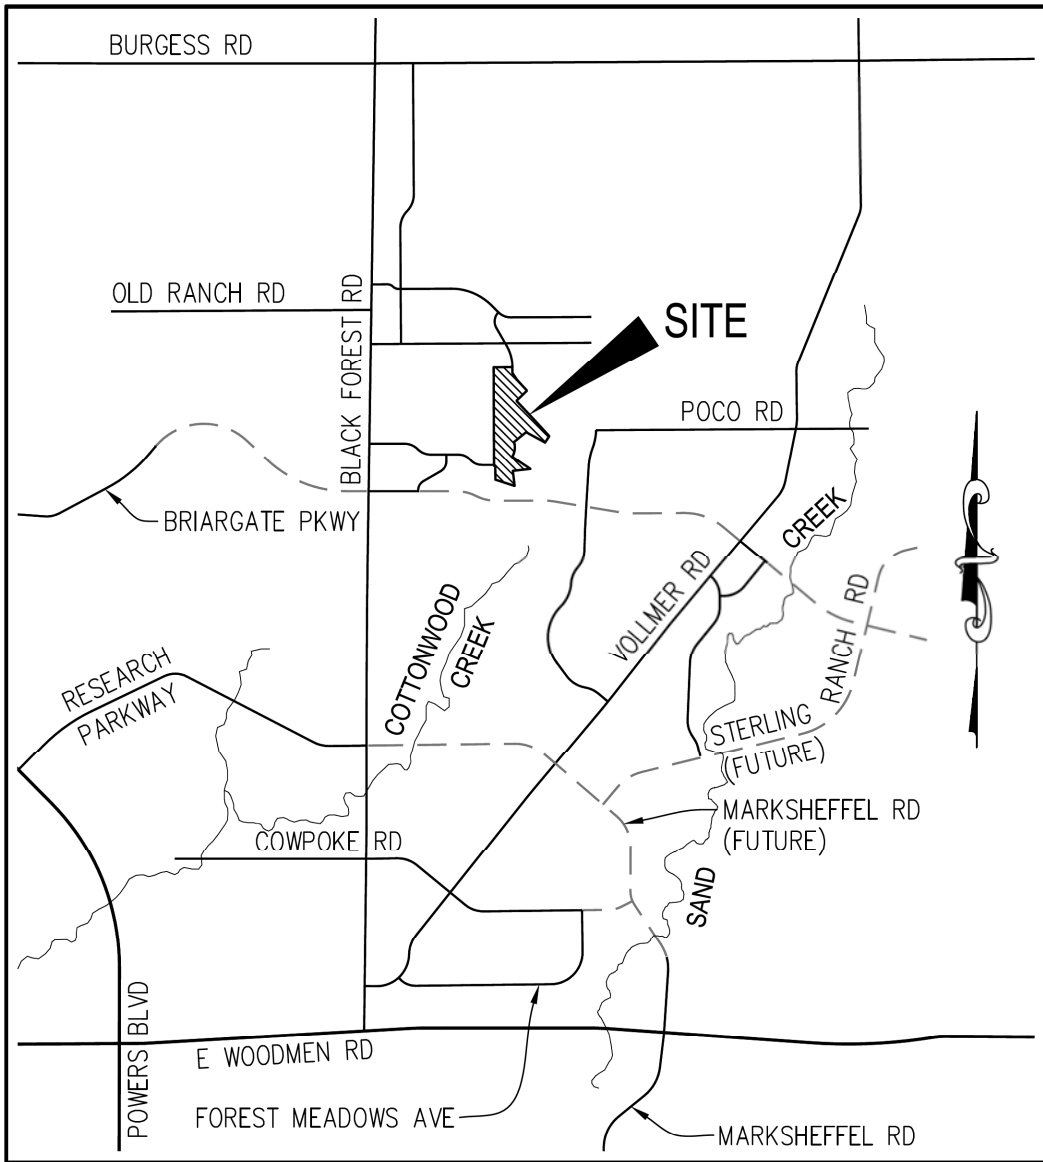 BURGESS RD
OLD RANCH RD
BLACK FOREST RD
SITE
POCO RD
BRIARGATE PKWY
CREEK
VOLLMER RD
COTTONWOOD
CREEK
RANCH RD
RESEARCH
PARKWAY
STERLING
(FUTURE)
MARKSHEFFEL RD
(FUTURE)
COWPOKE RD
SAND
POWERS BLVD
E WOODMEN RD
FOREST MEADOWS AVE
MARKSHEFFEL RD